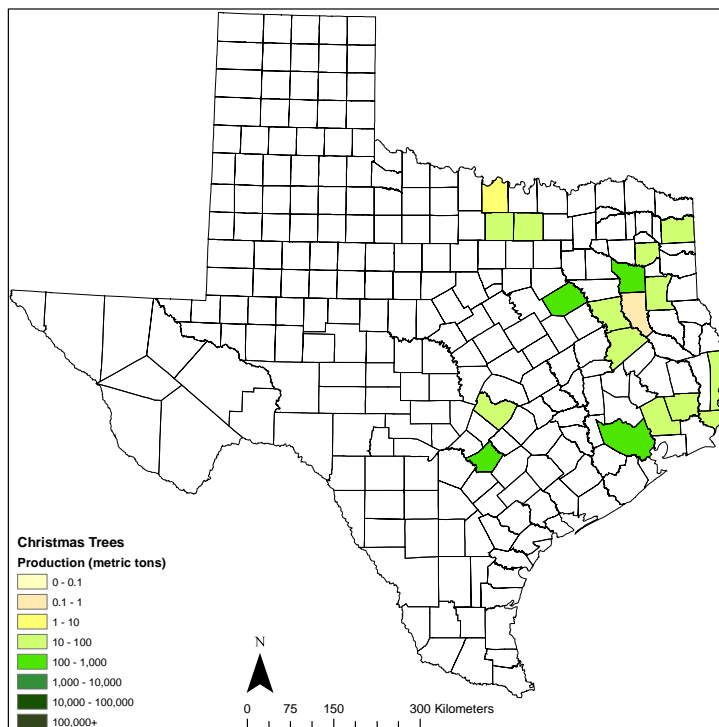 Christmas Trees
Production (metric tons)
0 - 0.1
0.1 - 1
1 - 10
10 - 100
100 - 1,000
1,000 - 10,000
10,000 - 100,000
100,000+
N
0 75 150 300 Kilometers